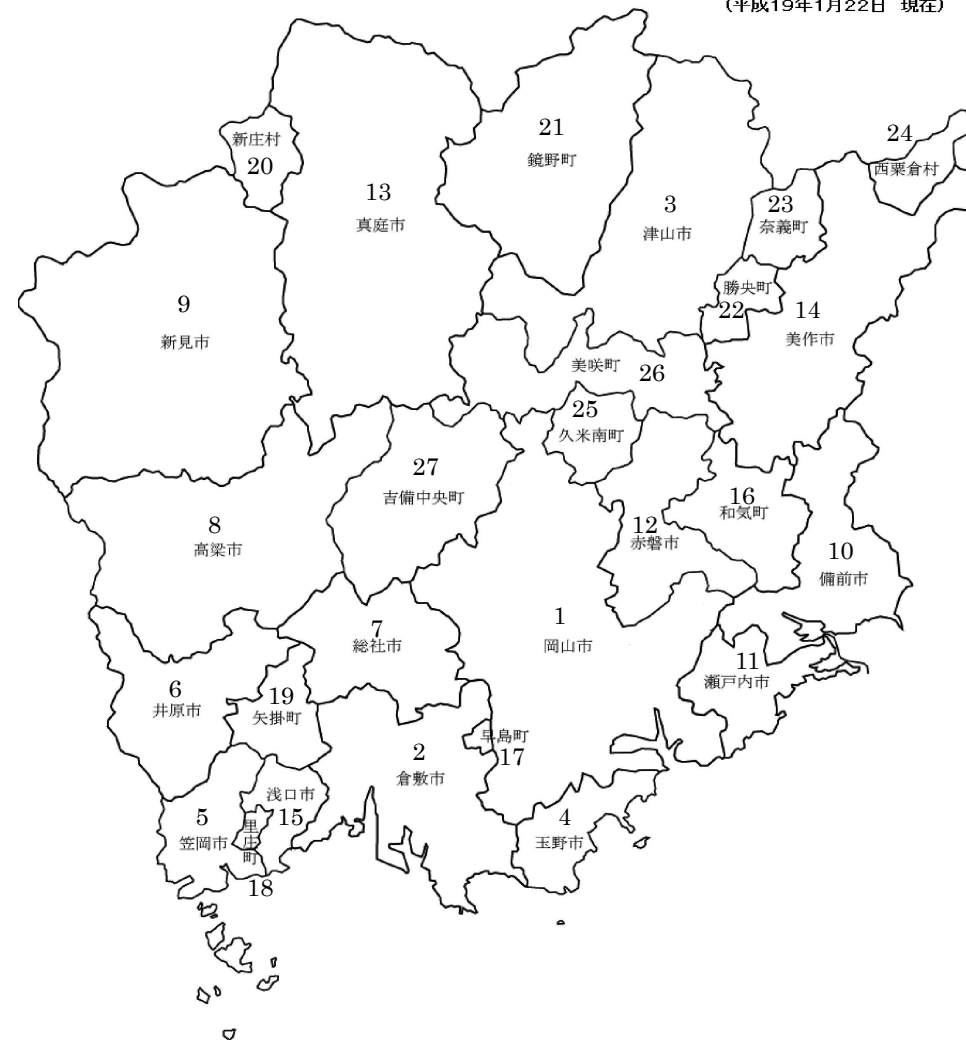 (平成19年1月22日 現在)
21
鏡野町
24
西粟倉村
新庄村
20
13
真庭市
3
津山市
23
奈義町
勝央町
22
9
新見市
14
美作市
美咲町
26
25
久米南町
27
吉備中央町
16
和気町
8
高梁市
12
赤磐市
10
備前市
1
岡山市
7
総社市
11
瀬戸内市
6
井原市
19
矢掛町
早島町
17
2
倉敷市
浅口市
15
5
笠岡市
里庄町
18
4
玉野市